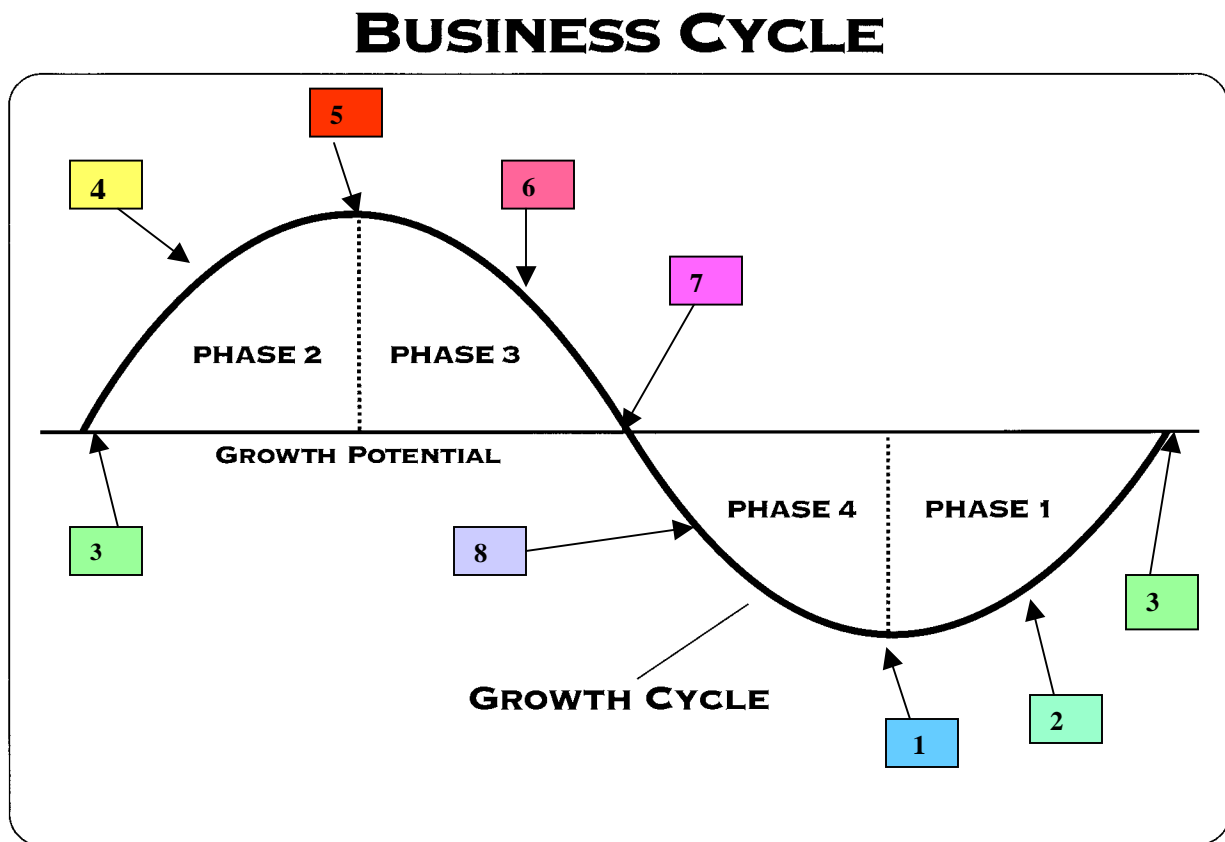 BUSINESS CYCLE
5
4
6
7
PHASE 2
PHASE 3
GROWTH POTENTIAL
PHASE 4
PHASE 1
3
8
3
GROWTH CYCLE
2
1